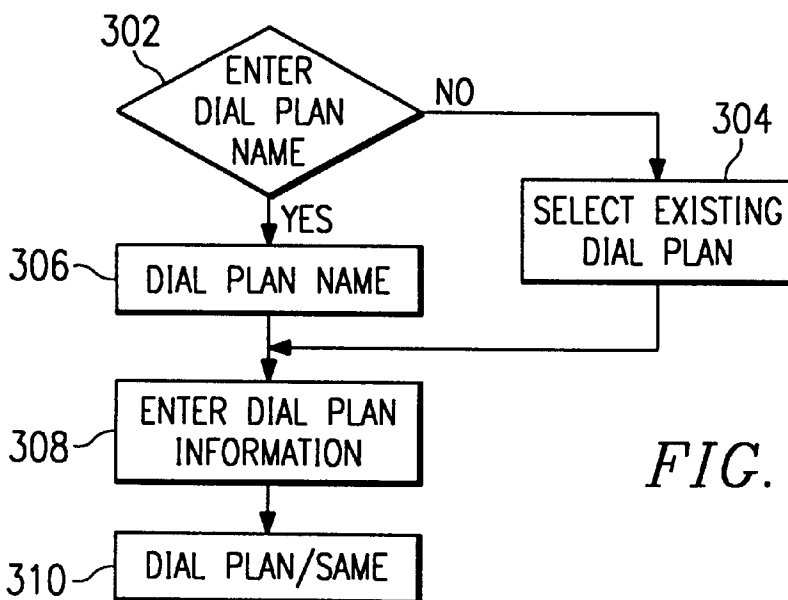 302
ENTER
DIAL PLAN
NAME
NO
304
YES
SELECT EXISTING
DIAL PLAN
306
DIAL PLAN NAME
308
ENTER DIAL PLAN
INFORMATION
FIG.
310
DIAL PLAN/SAME